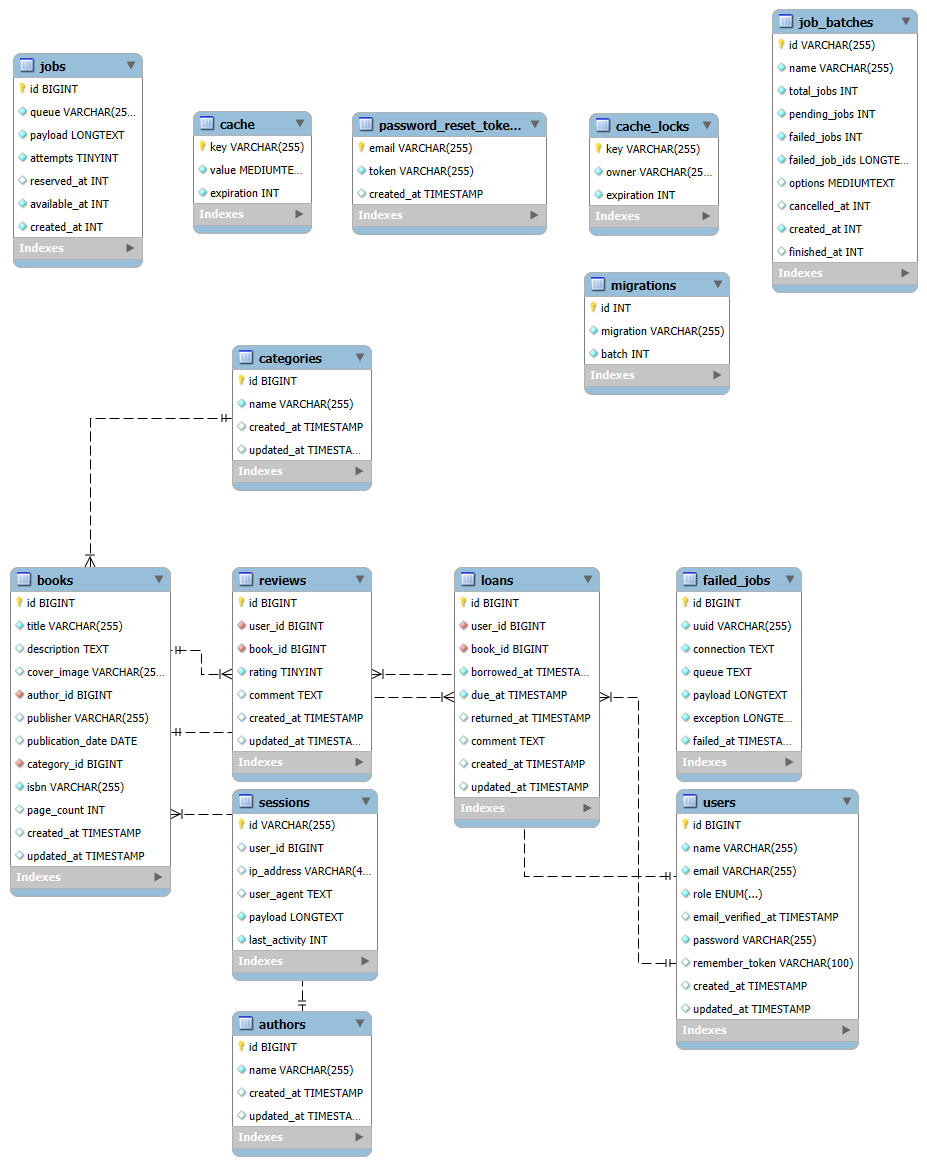 jobs
id BIGINT
queue VARCHAR(25...
payload LONGTEXT
attempts TINYINT
reserved_at INT
available_at INT
created_at INT
Indexes
cache
key VARCHAR(255)
value MEDIUMTE...
expiration INT
Indexes
password_reset_toke...
email VARCHAR(255)
token VARCHAR(255)
created_at TIMESTAMP
Indexes
cache_locks
key VARCHAR(255)
owner VARCHAR(25...
expiration INT
Indexes
job_batches
id VARCHAR(255)
name VARCHAR(255)
total_jobs INT
pending_jobs INT
failed_jobs INT
failed_job_ids LONGTE...
options MEDIUMTEXT
cancelled_at INT
created_at INT
finished_at INT
Indexes
migrations
id INT
migration VARCHAR(255)
batch INT
Indexes
categories
id BIGINT
name VARCHAR(255)
created_at TIMESTAMP
updated_at TIMESTA...
Indexes
books
id BIGINT
title VARCHAR(255)
description TEXT
cover_image VARCHAR(25...
author_id BIGINT
publisher VARCHAR(255)
publication_date DATE
category_id BIGINT
isbn VARCHAR(255)
page_count INT
created_at TIMESTAMP
updated_at TIMESTAMP
Indexes
reviews
id BIGINT
user_id BIGINT
book_id BIGINT
rating TINYINT
comment TEXT
created_at TIMESTAMP
updated_at TIMESTA...
Indexes
loans
id BIGINT
user_id BIGINT
book_id BIGINT
borrowed_at TIMESTA...
due_at TIMESTAMP
returned_at TIMESTAMP
comment TEXT
created_at TIMESTAMP
updated_at TIMESTAMP
Indexes
failed_jobs
id BIGINT
uuid VARCHAR(255)
connection TEXT
queue TEXT
payload LONGTEXT
exception LONGTE...
failed_at TIMESTA...
Indexes
sessions
id VARCHAR(255)
user_id BIGINT
ip_address VARCHAR(4...
user_agent TEXT
payload LONGTEXT
last_activity INT
Indexes
users
id BIGINT
name VARCHAR(255)
email VARCHAR(255)
role ENUM(...)
email_verified_at TIMESTAMP
password VARCHAR(255)
remember_token VARCHAR(100)
created_at TIMESTAMP
updated_at TIMESTAMP
Indexes
authors
id BIGINT
name VARCHAR(255)
created_at TIMESTAMP
updated_at TIMESTA...
Indexes